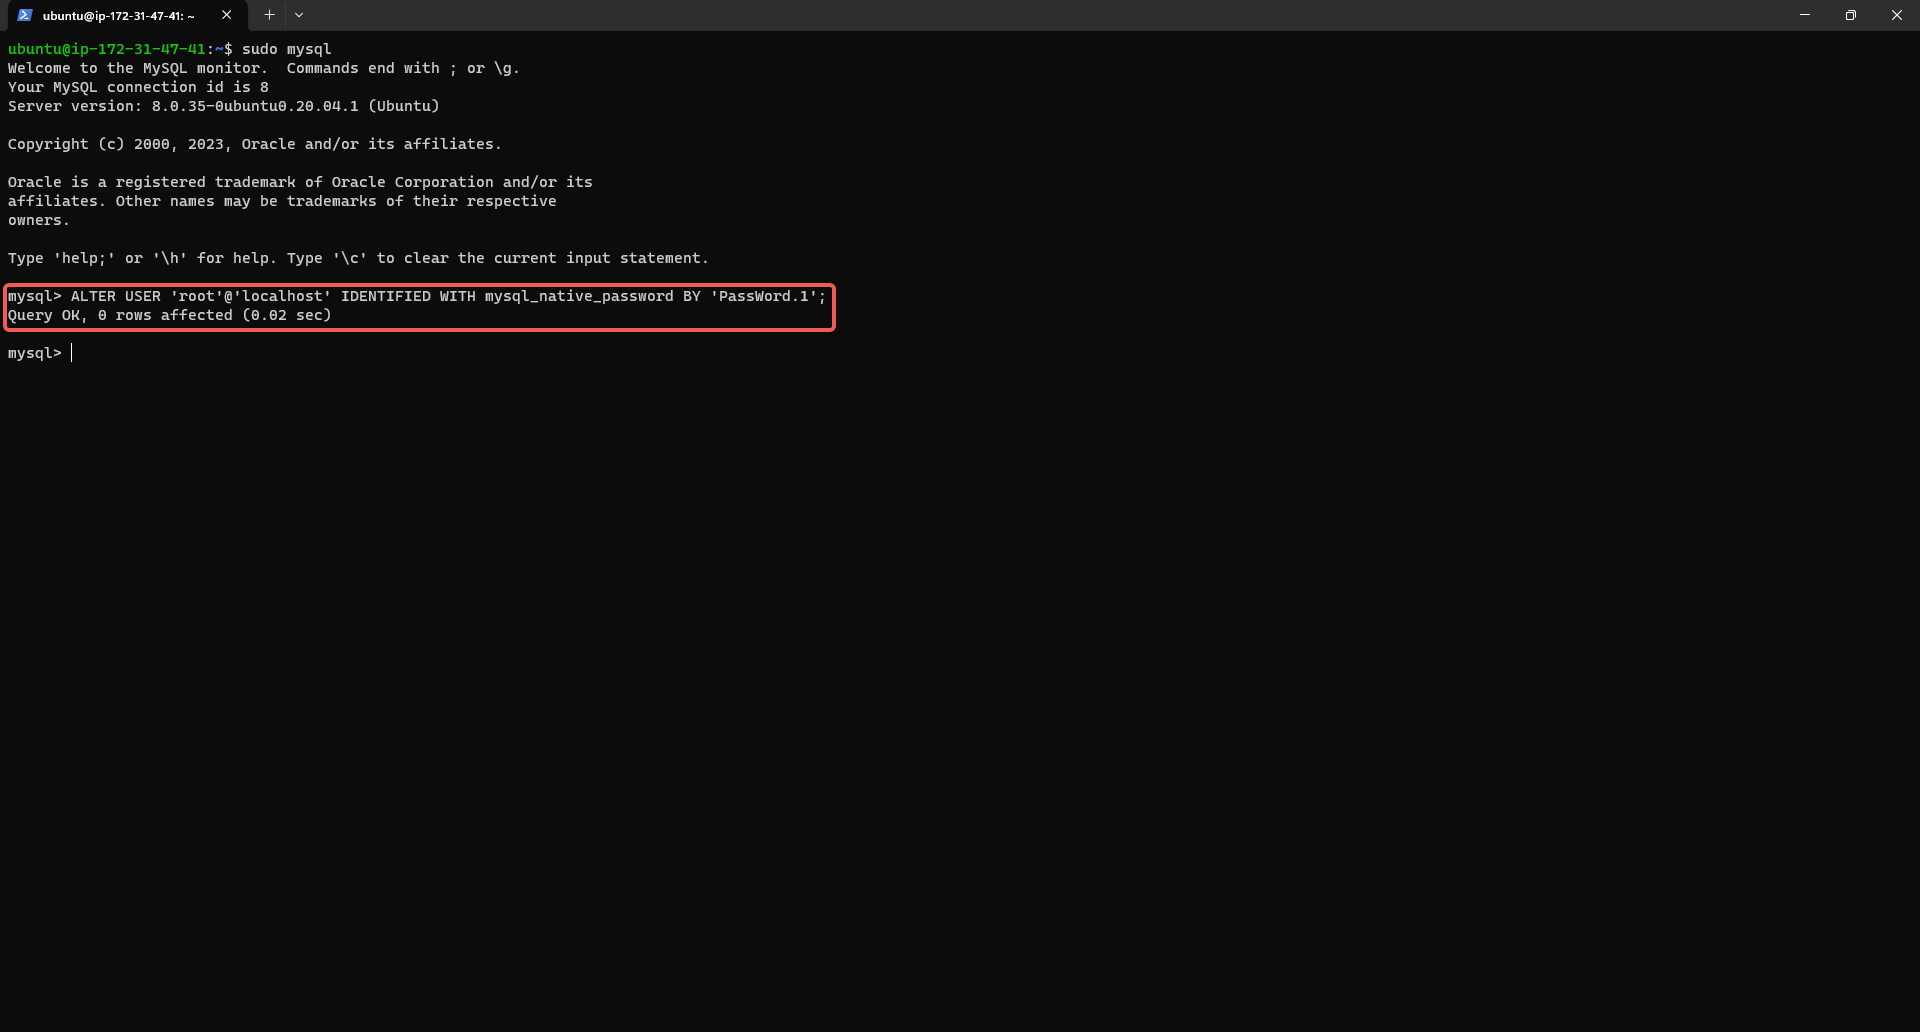 ubuntu@ip-172-31-47-41: ~
ubuntu@ip-172-31-47-41:~$ sudo mysql
Welcome to the MySQL monitor.  Commands end with ; or \g.
Your MySQL connection id is 8
Server version: 8.0.35-0ubuntu0.20.04.1 (Ubuntu)
Copyright (c) 2000, 2023, Oracle and/or its affiliates.
Oracle is a registered trademark of Oracle Corporation and/or its
affiliates. Other names may be trademarks of their respective
owners.
Type 'help;' or '\h' for help. Type '\c' to clear the current input statement.
mysql> ALTER USER 'root'@'localhost' IDENTIFIED WITH mysql_native_password BY 'PassWord.1';
Query OK, 0 rows affected (0.02 sec)
mysql>